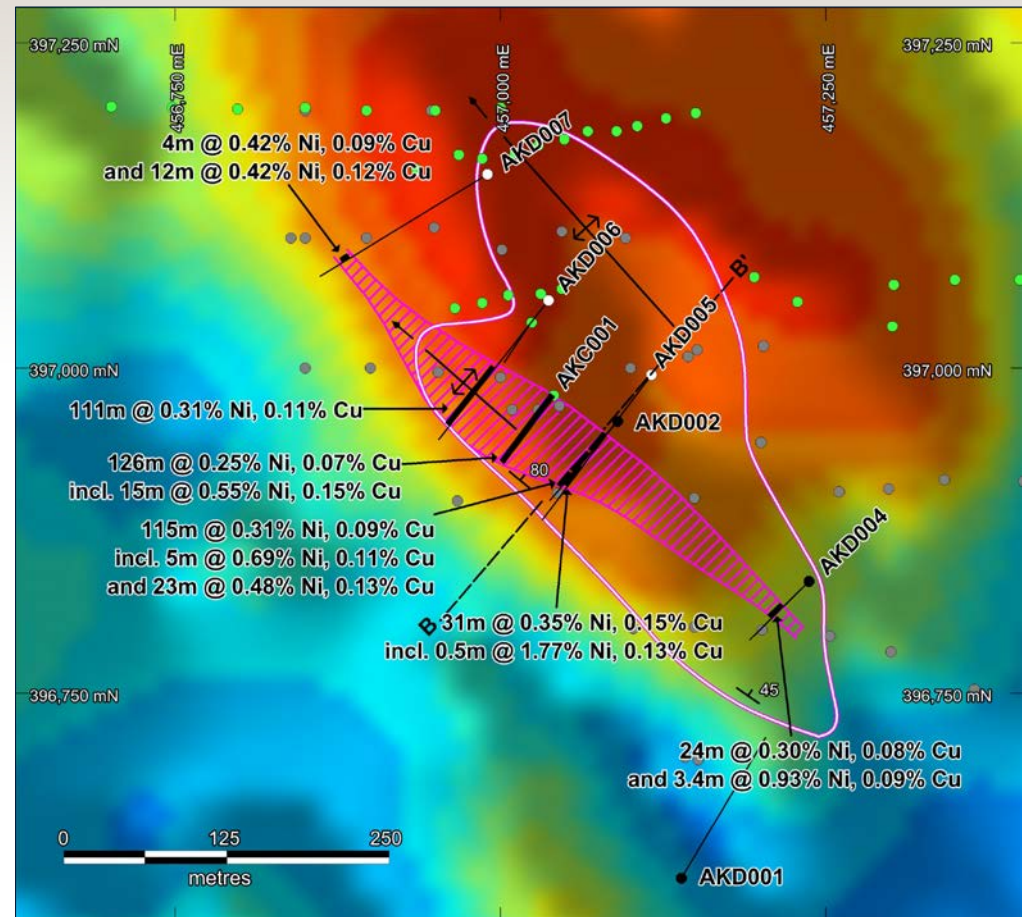 397,250 mN
397,250 mN
456,750 mE
457,000 mE
457,250 mE
AKD007
4m @ 0.42% Ni, 0.09% Cu
and 12m @ 0.42% Ni, 0.12% Cu
AKD006
B'
AKD005
AKC001
397,000 mN
397,000 mN
111m @ 0.31% Ni, 0.11% Cu
AKD002
126m @ 0.25% Ni, 0.07% Cu
incl. 15m @ 0.55% Ni, 0.15% Cu
80
115m @ 0.31% Ni, 0.09% Cu
incl. 5m @ 0.69% Ni, 0.11% Cu
and 23m @ 0.48% Ni, 0.13% Cu
AKD004
B
31m @ 0.35% Ni, 0.15% Cu
incl. 0.5m @ 1.77% Ni, 0.13% Cu
396,750 mN
396,750 mN
45
24m @ 0.30% Ni, 0.08% Cu
and 3.4m @ 0.93% Ni, 0.09% Cu
0
125
250
metres
AKD001